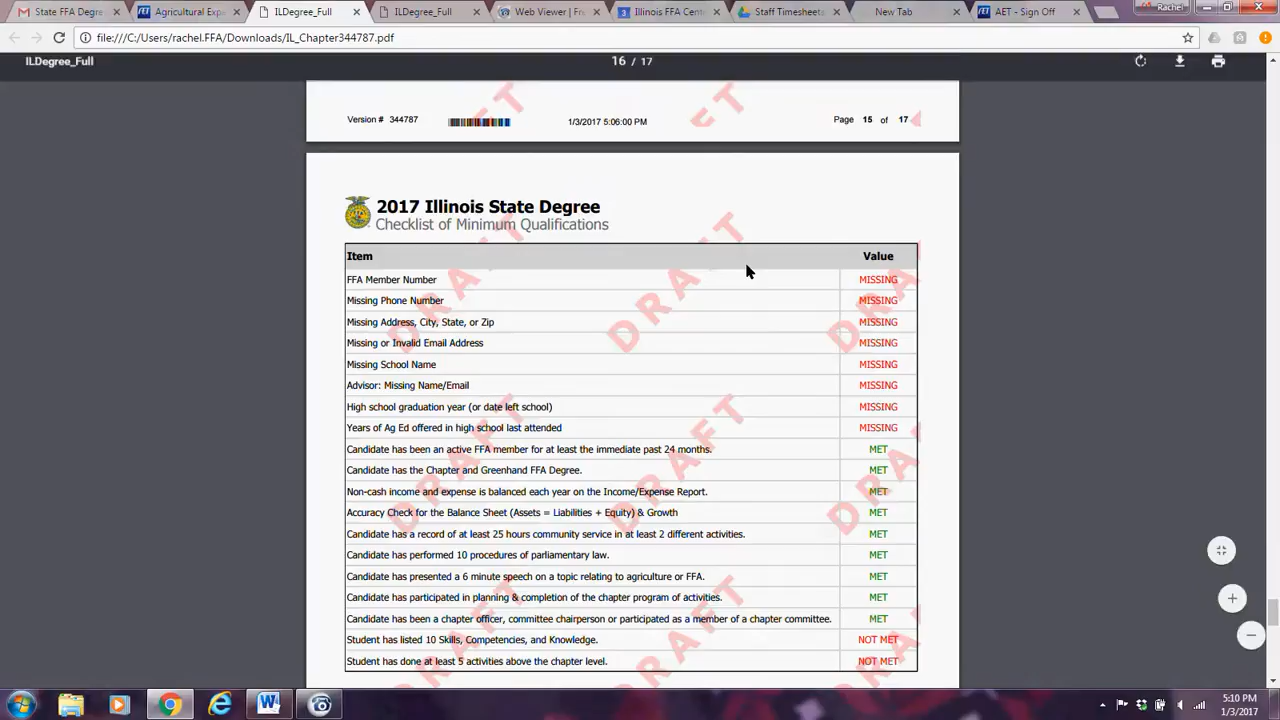 State FFA Degre
Agricultural Expe
ILDegree_Full
ILDegree_Full
Web Viewer | Fre
Illinois FFA Cent
Staff Timesheets
New Tab
AET - Sign Off
Rachel
file:///C:/Users/rachel.FFA/Downloads/IL_Chapter344787.pdf
ILDegree_Full
16 / 17
Version # 344787
1/3/2017 5:06:00 PM
Page 15 of 17
2017 Illinois State Degree
Checklist of Minimum Qualifications
Item Value
FFA Member Number MISSING
Missing Phone Number MISSING
Missing Address, City, State, or Zip MISSING
Missing or Invalid Email Address MISSING
Missing School Name MISSING
Advisor: Missing Name/Email MISSING
High school graduation year (or date left school) MISSING
Years of Ag Ed offered in high school last attended MISSING
Candidate has been an active FFA member for at least the immediate past 24 months. MET
Candidate has the Chapter and Greenhand FFA Degree. MET
Non-cash income and expense is balanced each year on the Income/Expense Report. MET
Accuracy Check for the Balance Sheet (Assets = Liabilities + Equity) & Growth MET
Candidate has a record of at least 25 hours community service in at least 2 different activities. MET
Candidate has performed 10 procedures of parliamentary law. MET
Candidate has presented a 6 minute speech on a topic relating to agriculture or FFA. MET
Candidate has participated in planning & completion of the chapter program of activities. MET
Candidate has been a chapter officer, committee chairperson or participated as a member of a chapter committee. MET
Student has listed 10 Skills, Competencies, and Knowledge. NOT MET
Student has done at least 5 activities above the chapter level. NOT MET
DRAFT
DRAFT
DRAFT
DRAFT
DRAFT
DRAFT
5:10 PM
1/3/2017